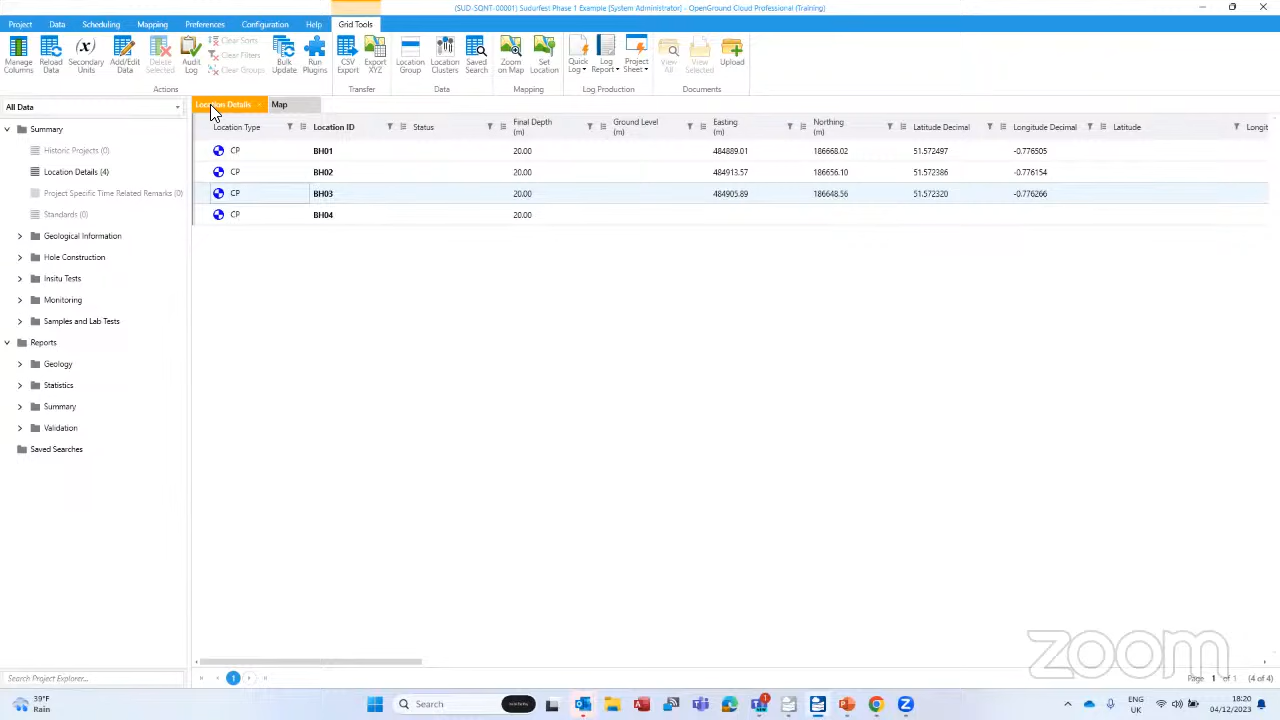 (SUD-SQNT-00001) Sudurfest Phase 1 Example [System Administrator] - OpenGround Cloud Professional (Training)
Project Data Scheduling Mapping Preferences Configuration Help Grid Tools
Manage Columns
Reload Data
Secondary Units
Add/Edit Data
Delete Selected
Audit Log
Clear Sorts
Clear Filters
Clear Groups
Bulk Update
Run Plugins
CSV Export
Export XYZ
Location Group
Location Clusters
Saved Search
Zoom on Map
Set Location
Quick Log
Log Report
Project Sheet
View All
View Selected
Upload
Actions Transfer Data Mapping Log Production Documents
All Data
Location Details Map
Location Type Location ID Status Final Depth (m) Ground Level (m) Easting (m) Northing (m) Latitude Decimal Longitude Decimal Latitude Longit
CP BH01 20.00 484889.01 186668.02 51.572497 -0.776505
CP BH02 20.00 484913.57 186656.10 51.572386 -0.776154
CP BH03 20.00 484905.89 186648.56 51.572320 -0.776266
CP BH04 20.00
Summary
Historic Projects (0)
Location Details (4)
Project Specific Time Related Remarks (0)
Standards (0)
Geological Information
Hole Construction
Insitu Tests
Monitoring
Samples and Lab Tests
Reports
Geology
Statistics
Summary
Validation
Saved Searches
zoom
Search Project Explorer...
1
Page 1 of 1 (4 of 4)
39°F
Rain
Search
1
ENG
UK
18:20
04/12/2023